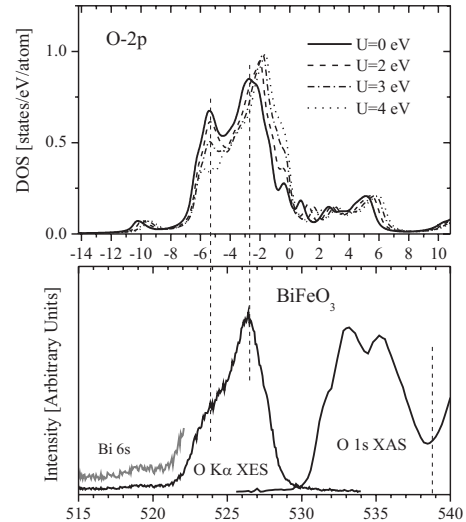 O-2p
U=0 eV
U=2 eV
U=3 eV
U=4 eV
DOS [states/eV/atom]
1.0
0.5
0.0
-14 -12 -10 -8 -6 -4 -2 0 2 4 6 8 10
BiFeO3
Intensity [Arbitrary Units]
Bi 6s
O Kα XES
O 1s XAS
515 520 525 530 535 540